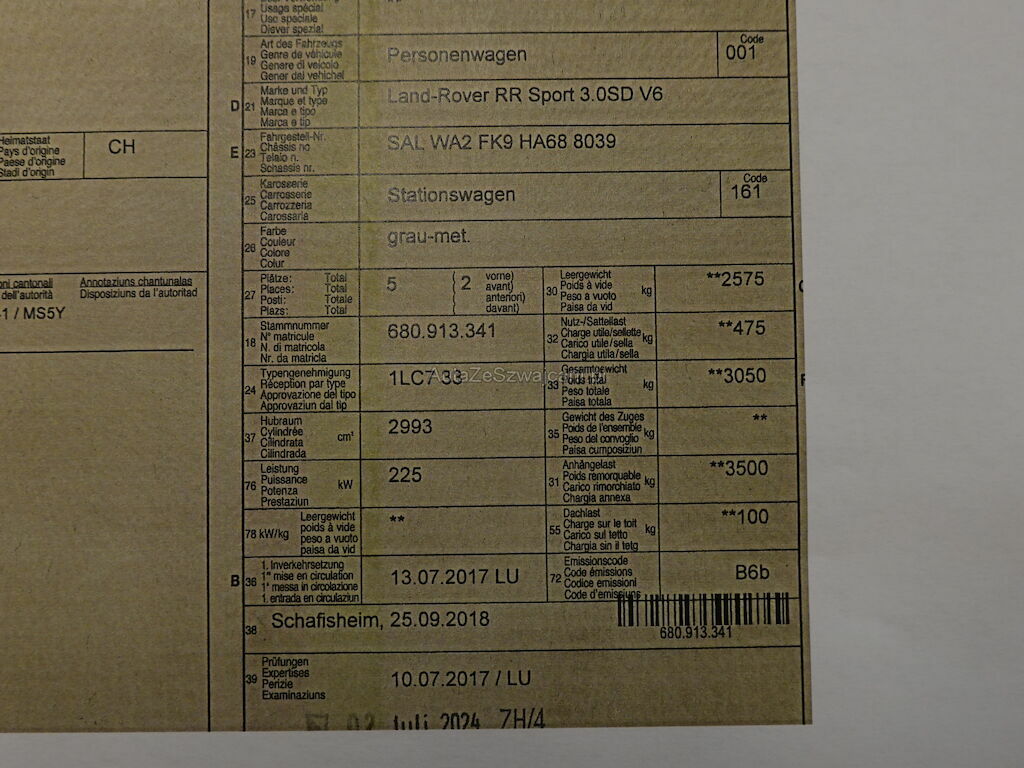 17 Usage spécial **
Uso speciale
Diever spezial
19 Art des Fahrzeugs
Genre de véhicule
Genere di veicolo
Gener dal vehichel
Personenwagen
Code
001
D 21 Marke und Typ
Marque et type
Marca e tipo
Marca e tip
Land-Rover RR Sport 3.0SD V6
Heimatstaat
Pays d'origine
Paese d'origine
Stadi d'origin
CH
E 23 Fahrgestell-Nr.
Châssis no
Telaio n.
Schassis nr.
SAL WA2 FK9 HA68 8039
25 Karosserie
Carrosserie
Carrozzeria
Carossaria
Stationswagen
Code
161
26 Farbe
Couleur
Colore
Colur
grau-met.
oni cantonali Annotaziuns chantunalas
dell'autorità Disposiziuns da l'autoritad
-1 / MS5Y
27 Plätze: Total
Places: Total
Posti: Totale
Plazs: Total
5 ( 2 vorne)
avant)
anteriori)
davant)
30 Leergewicht
Poids à vide
Peso a vuoto
Paisa da vid
kg
**2575
18 Stammnummer
N° matricule
N. di matricola
Nr. da matricla
680.913.341
32 Nutz-/Sattellast
Charge utile/sellette
Carico utile/sella
Chargia utila/sella
kg
**475
24 Typengenehmigung
Réception par type
Approvazione del tipo
Approvaziun dal tip
1LC7 33
33 Gesamtgewicht
Poids total
Peso totale
Paisa totala
kg
**3050
37 Hubraum
Cylindrée
Cilindrata
Cilindrada
cm³
2993
35 Gewicht des Zuges
Poids de l'ensemble
Peso del convoglio
Paisa cumposiziun
kg
**
76 Leistung
Puissance
Potenza
Prestaziun
kW
225
31 Anhängelast
Poids remorquable
Carico rimorchiato
Chargia annexa
kg
**3500
78 kW/kg Leergewicht
poids à vide
peso a vuoto
paisa da vid
**
55 Dachlast
Charge sur le toit
Carico sul tetto
Chargia sin il tetg
kg
**100
B 36 1. Inverkehrsetzung
1re mise en circulation
1a messa in circolazione
1. entrada en circulaziun
13.07.2017 LU
72 Emissionscode
Code émissions
Codice emissioni
Code d'emissiuns
B6b
38 Schafisheim, 25.09.2018
680.913.341
39 Prüfungen
Expertises
Perizie
Examinaziuns
10.07.2017 / LU
02. Juli 2024 7H/4